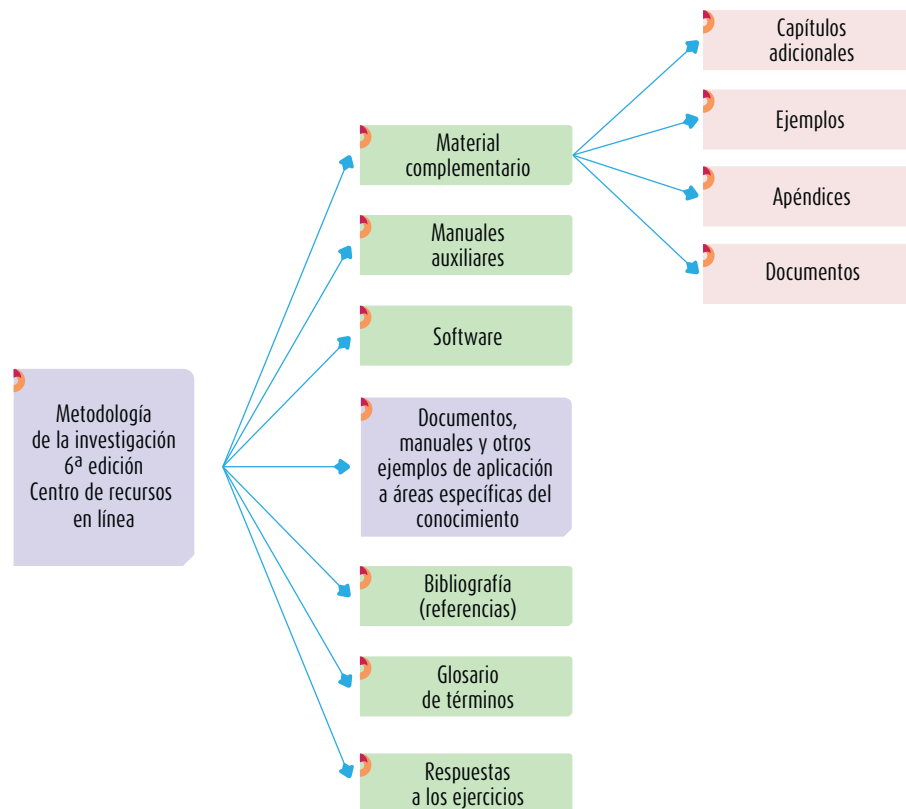 Metodología
de la investigación
6ª edición
Centro de recursos
en línea
Material
complementario
Manuales
auxiliares
Software
Documentos,
manuales y otros
ejemplos de aplicación
a áreas específicas del
conocimiento
Bibliografía
(referencias)
Glosario
de términos
Respuestas
a los ejercicios
Capítulos
adicionales
Ejemplos
Apéndices
Documentos